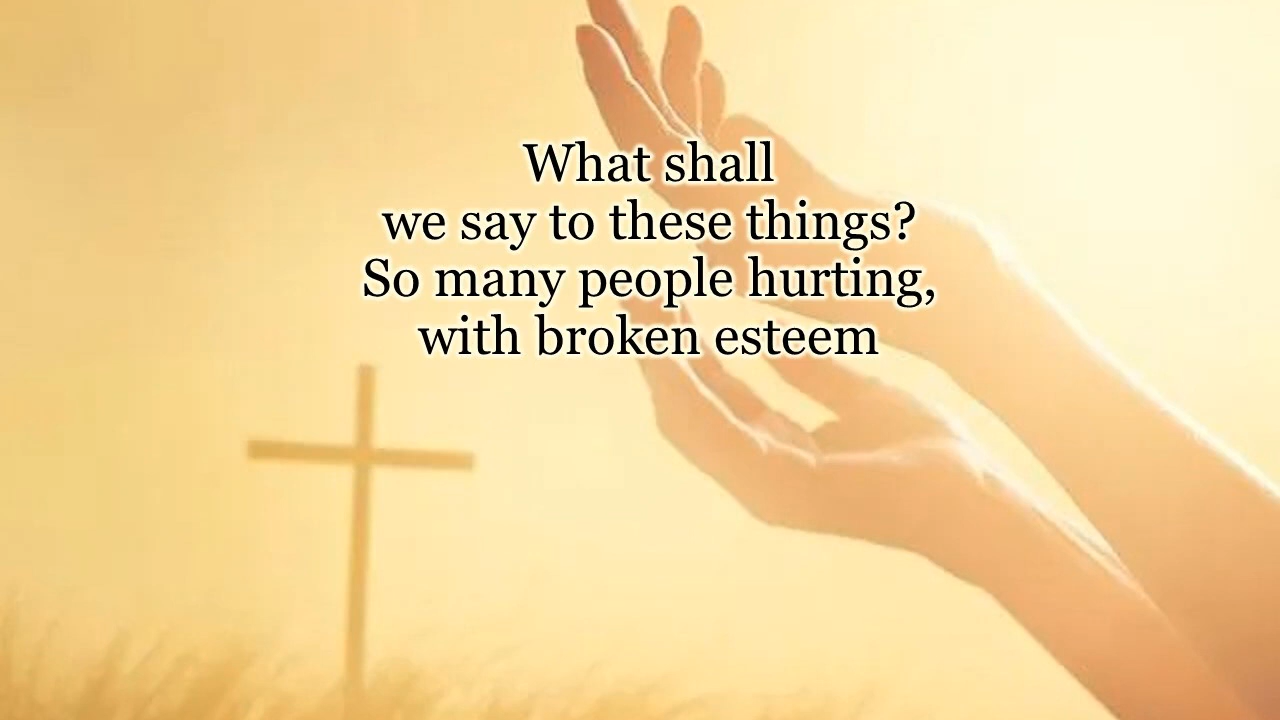 What shall
we say to these things?
So many people hurting,
with broken esteem